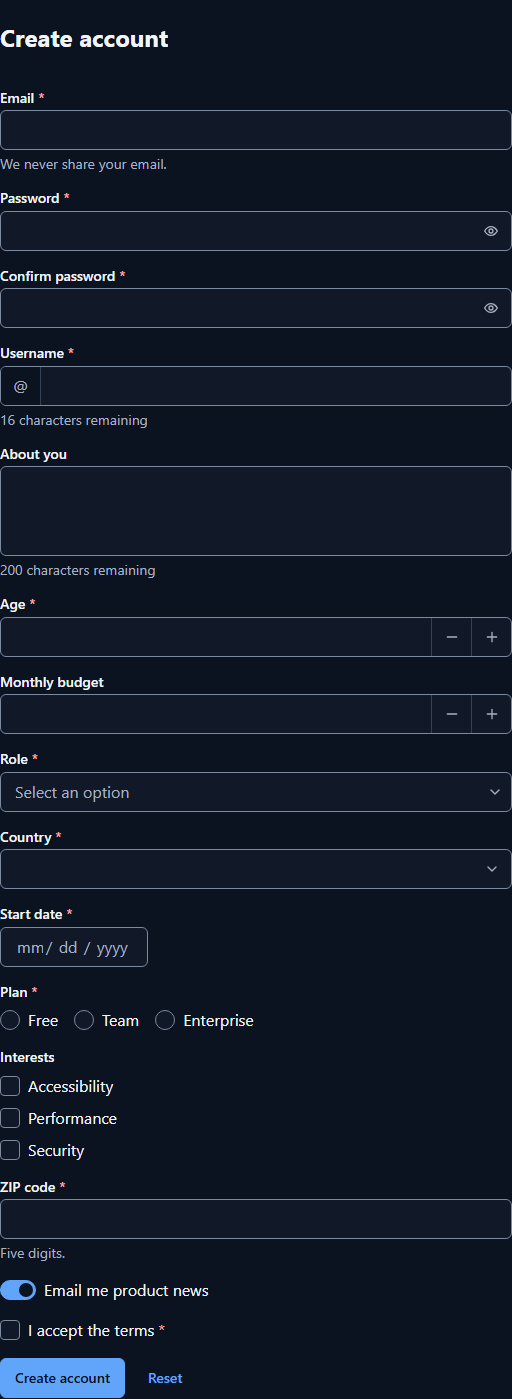 Create account
Email *
We never share your email.
Password *
Confirm password *
Username *
@
16 characters remaining
About you
200 characters remaining
Age *
Monthly budget
Role *
Select an option
Country *
Start date *
mm/ dd / yyyy
Plan *
Free Team Enterprise
Interests
Accessibility
Performance
Security
ZIP code *
Five digits.
Email me product news
I accept the terms *
Create account Reset